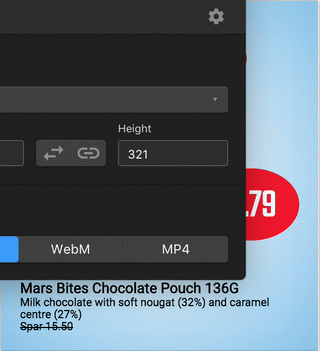 Height
321
.79
WebM
MP4
Mars Bites Chocolate Pouch 136G
Milk chocolate with soft nougat (32%) and caramel
centre (27%)
Spar 15.50